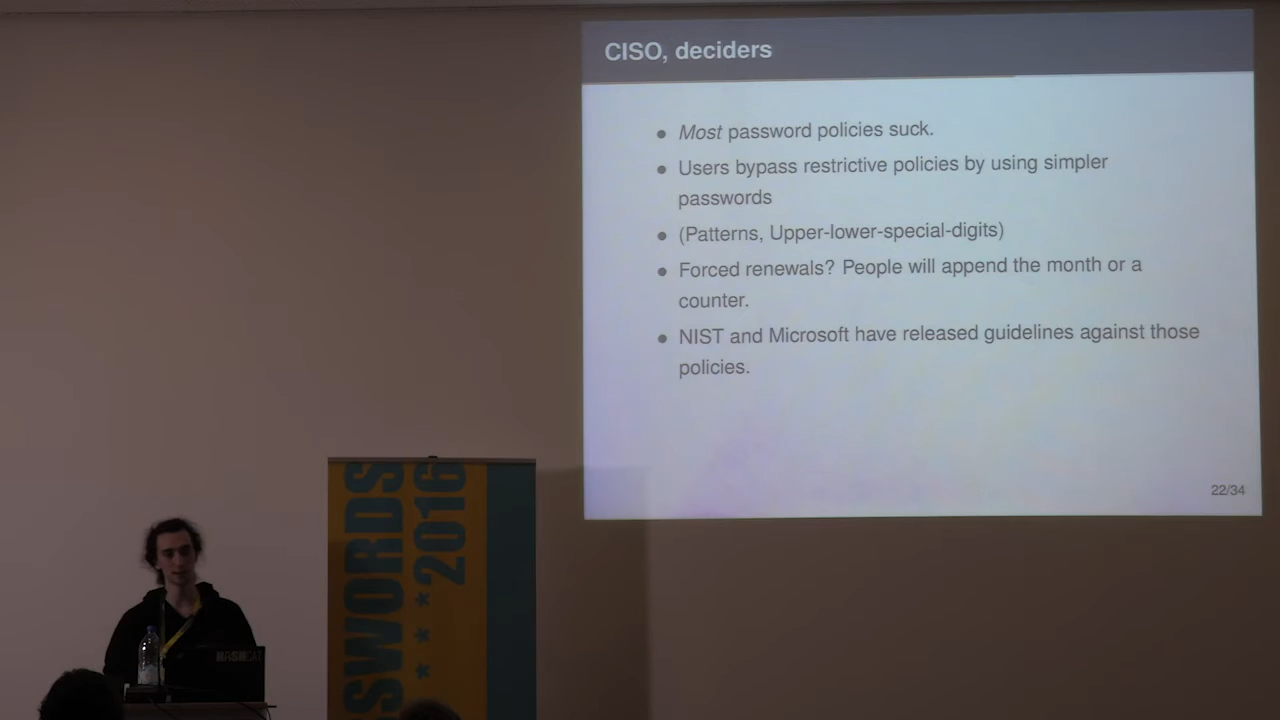 CISO, deciders
Most password policies suck.
Users bypass restrictive policies by using simpler
passwords
(Patterns, Upper-lower-special-digits)
Forced renewals? People will append the month or a
counter.
NIST and Microsoft have released guidelines against those
policies.
22/34
SWORDS
***2016
HASHCAT